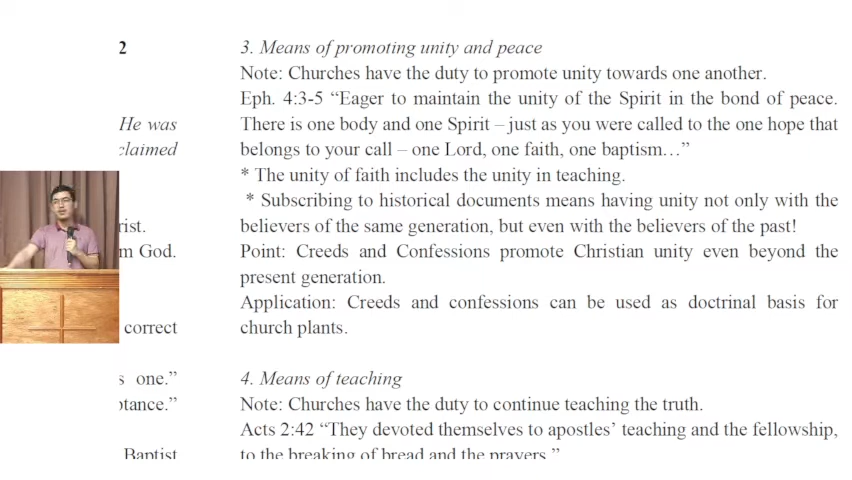 2
He was
claimed
rist.
m God.
correct
s one.”
ptance.”
Baptist
3. Means of promoting unity and peace
Note: Churches have the duty to promote unity towards one another.
Eph. 4:3-5 “Eager to maintain the unity of the Spirit in the bond of peace.
There is one body and one Spirit – just as you were called to the one hope that
belongs to your call – one Lord, one faith, one baptism…”
* The unity of faith includes the unity in teaching.
* Subscribing to historical documents means having unity not only with the
believers of the same generation, but even with the believers of the past!
Point: Creeds and Confessions promote Christian unity even beyond the
present generation.
Application: Creeds and confessions can be used as doctrinal basis for
church plants.
4. Means of teaching
Note: Churches have the duty to continue teaching the truth.
Acts 2:42 “They devoted themselves to apostles’ teaching and the fellowship,
to the breaking of bread and the prayers.”